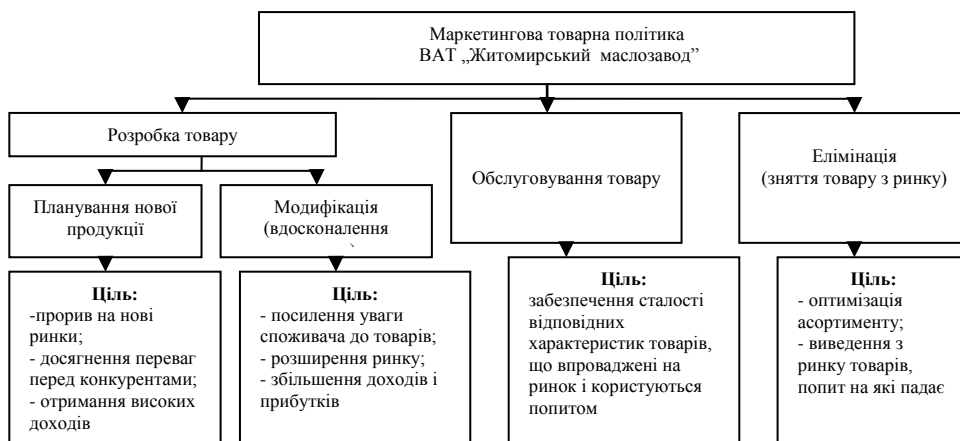 Маркетингова товарна політика
ВАТ „Житомирський маслозавод”
Розробка товару
Обслуговування товару
Елімінація
(зняття товару з ринку)
Планування нової
продукції
Модифікація
(вдосконалення
)
Ціль:
-прорив на нові
ринки;
- досягнення переваг
перед конкурентами;
- отримання високих
доходів
Ціль:
- посилення уваги
споживача до товарів;
- розширення ринку;
- збільшення доходів і
прибутків
Ціль:
забезпечення сталості
відповідних
характеристик товарів,
що впроваджені на
ринок і користуються
попитом
Ціль:
- оптимізація
асортименту;
- виведення з
ринку товарів,
попит на які падає